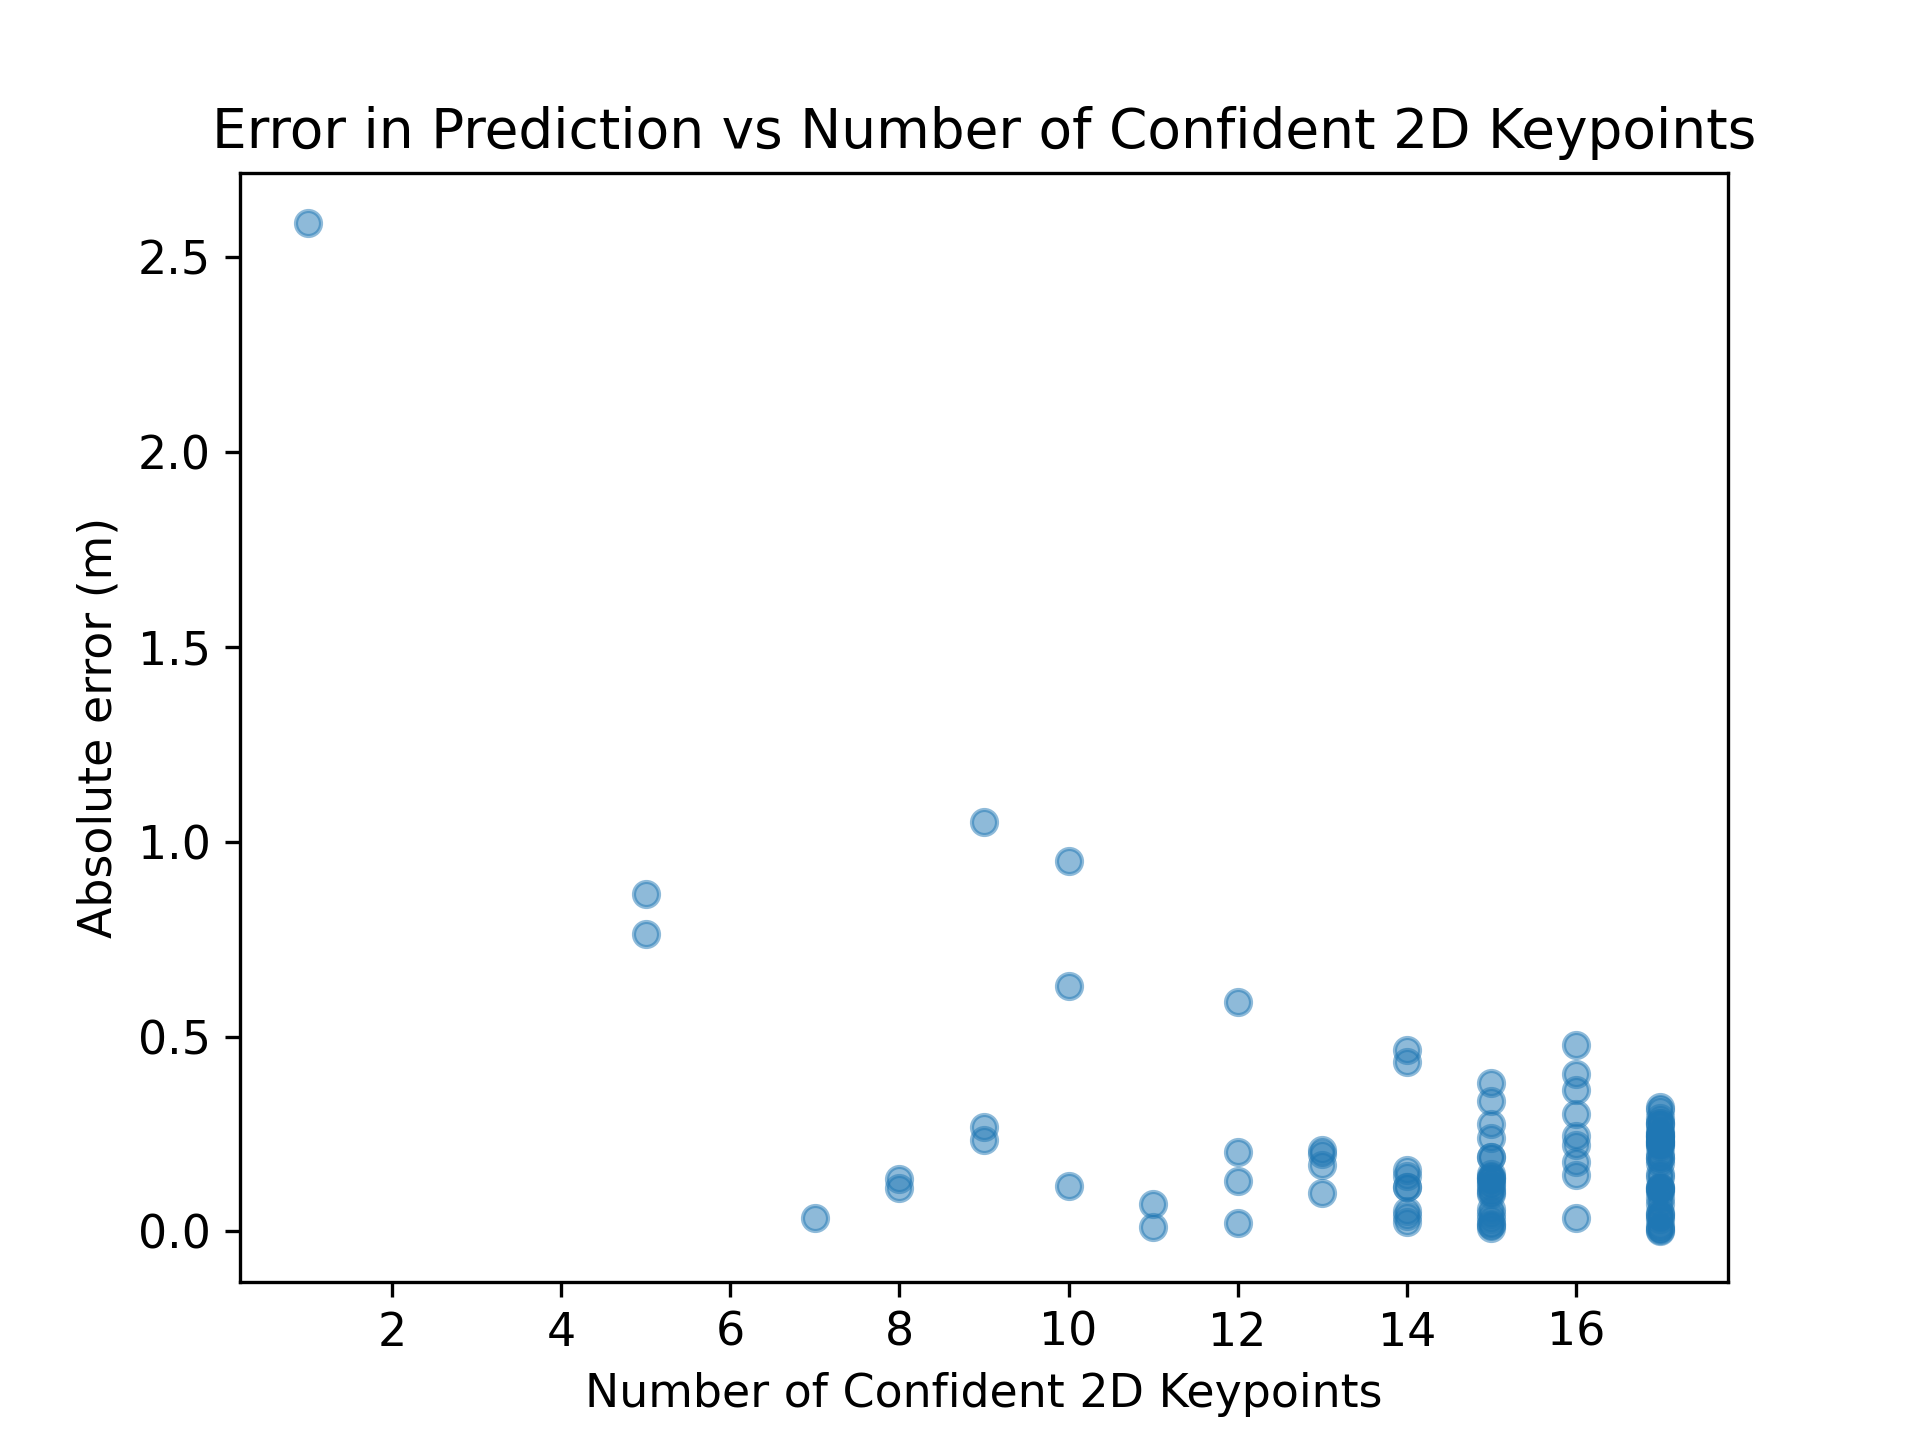 Error in Prediction vs Number of Confident 2D Keypoints
2.5
2.0
1.5
1.0
0.5
0.0
Absolute error (m)
2 4 6 8 10 12 14 16
Number of Confident 2D Keypoints